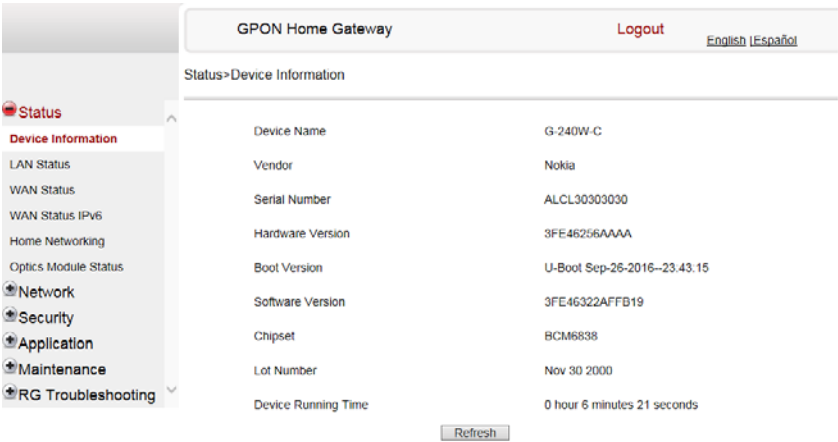 GPON Home Gateway
Logout
English |Español
Status>Device Information
Status
Device Information
LAN Status
WAN Status
WAN Status IPv6
Home Networking
Optics Module Status
Network
Security
Application
Maintenance
RG Troubleshooting
Device Name G-240W-C
Vendor Nokia
Serial Number ALCL30303030
Hardware Version 3FE46256AAAA
Boot Version U-Boot Sep-26-2016--23:43:15
Software Version 3FE46322AFFB19
Chipset BCM6838
Lot Number Nov 30 2000
Device Running Time 0 hour 6 minutes 21 seconds
Refresh